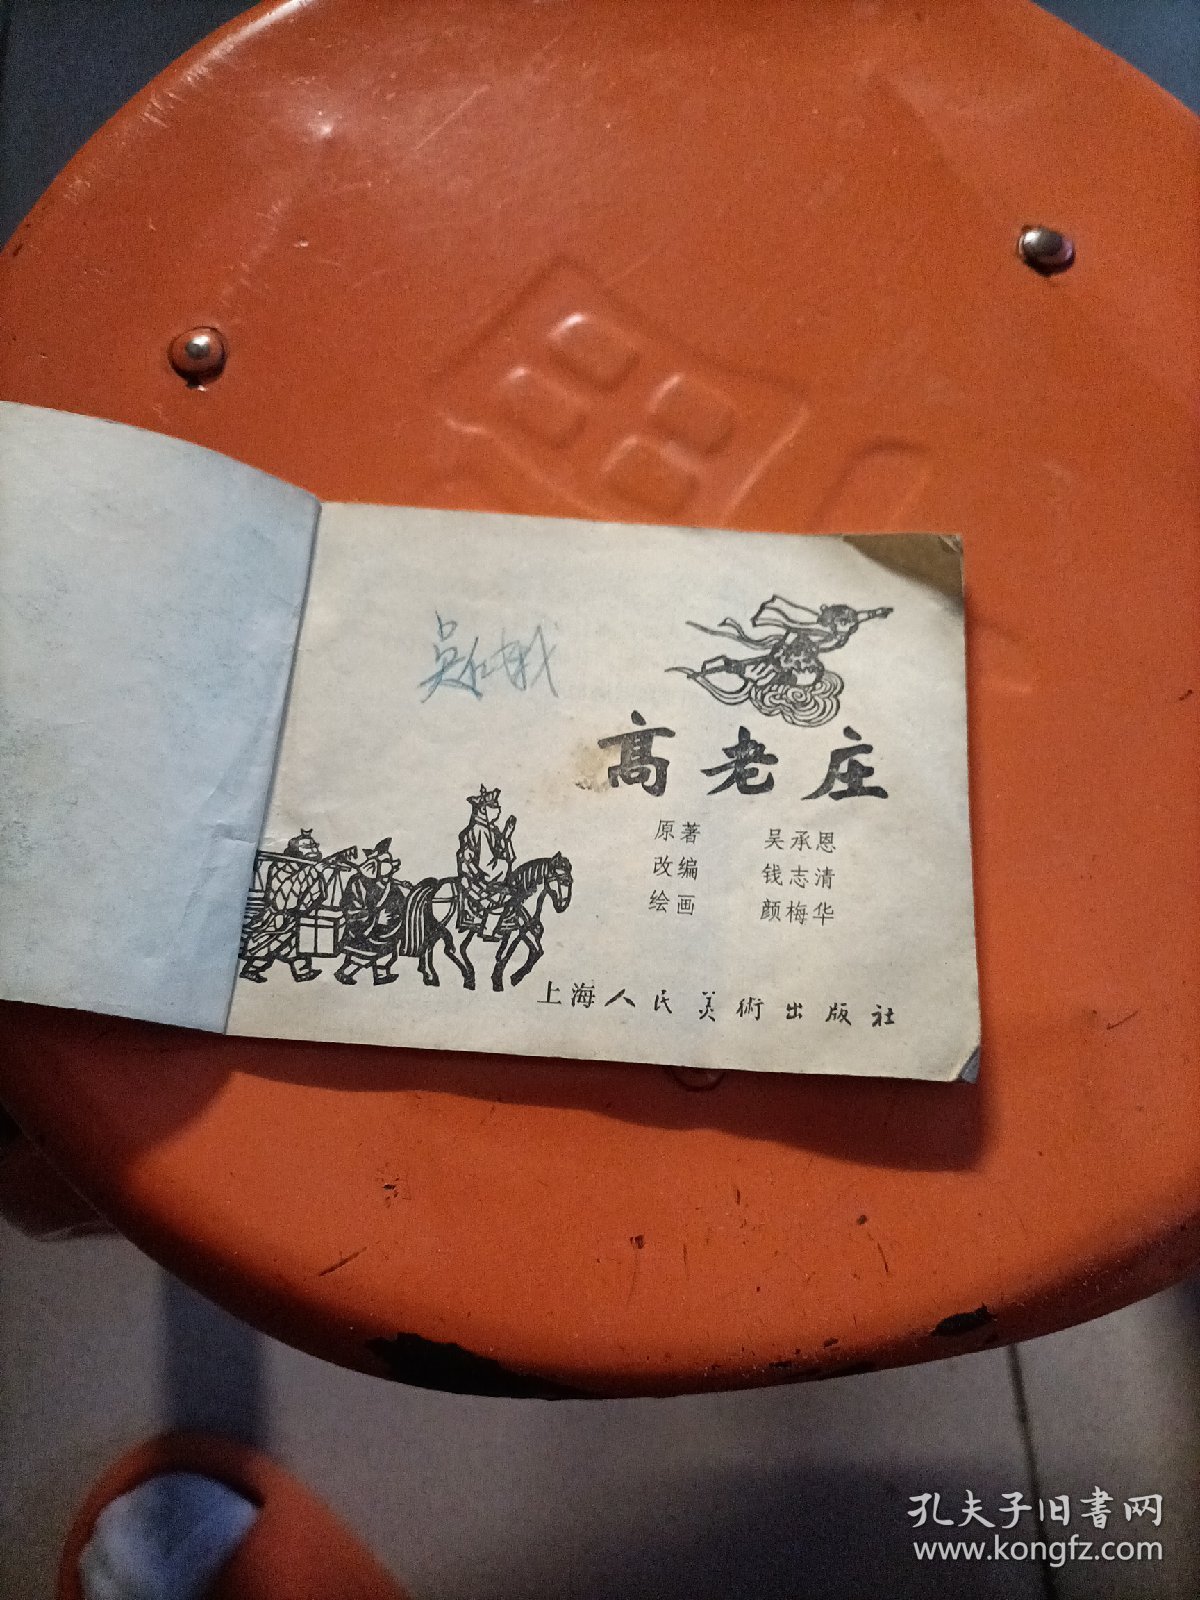 高老庄
原著 吴承恩
改编 钱志清
绘画 颜梅华
上海人民美術出版社
孔夫子旧書网
www.kongfz.com